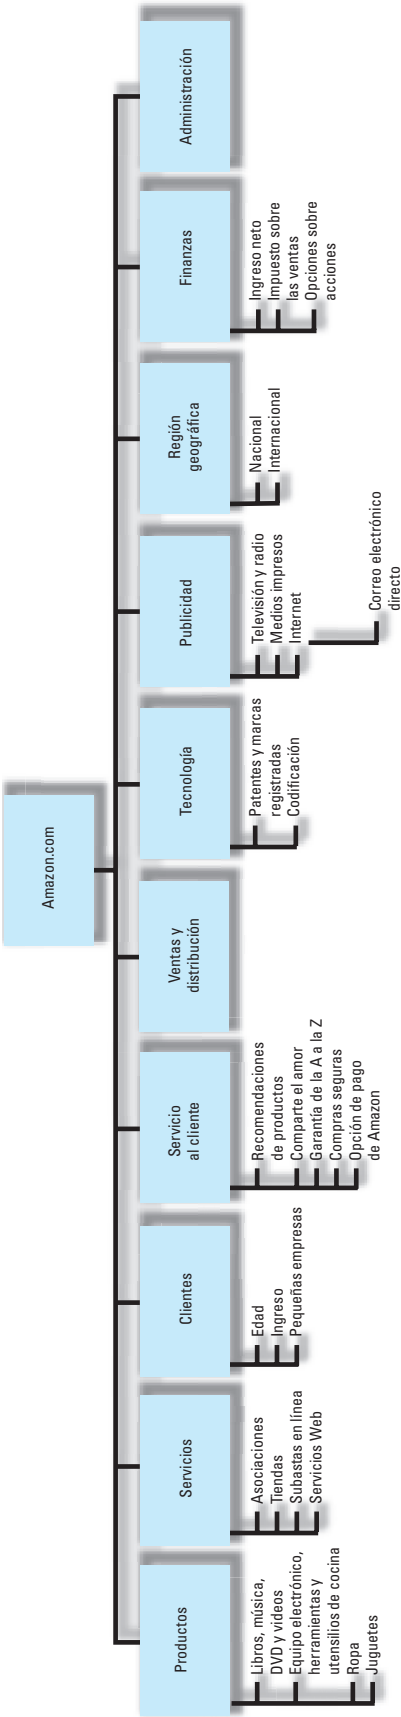 Amazon.com
Productos
Libros, música,
DVD y videos
Equipo electrónico,
herramientas y
utensilios de cocina
Ropa
Juguetes
Servicios
Asociaciones
Tiendas
Subastas en línea
Servicios Web
Clientes
Edad
Ingreso
Pequeñas empresas
Servicio
al cliente
Recomendaciones
de productos
Comparte el amor
Garantía de la A a la Z
Compras seguras
Opción de pago
de Amazon
Ventas y
distribución
Tecnología
Patentes y marcas
registradas
Codificación
Publicidad
Televisión y radio
Medios impresos
Internet
Correo electrónico
directo
Región
geográfica
Nacional
Internacional
Finanzas
Ingreso neto
Impuesto sobre
las ventas
Opciones sobre
acciones
Administración